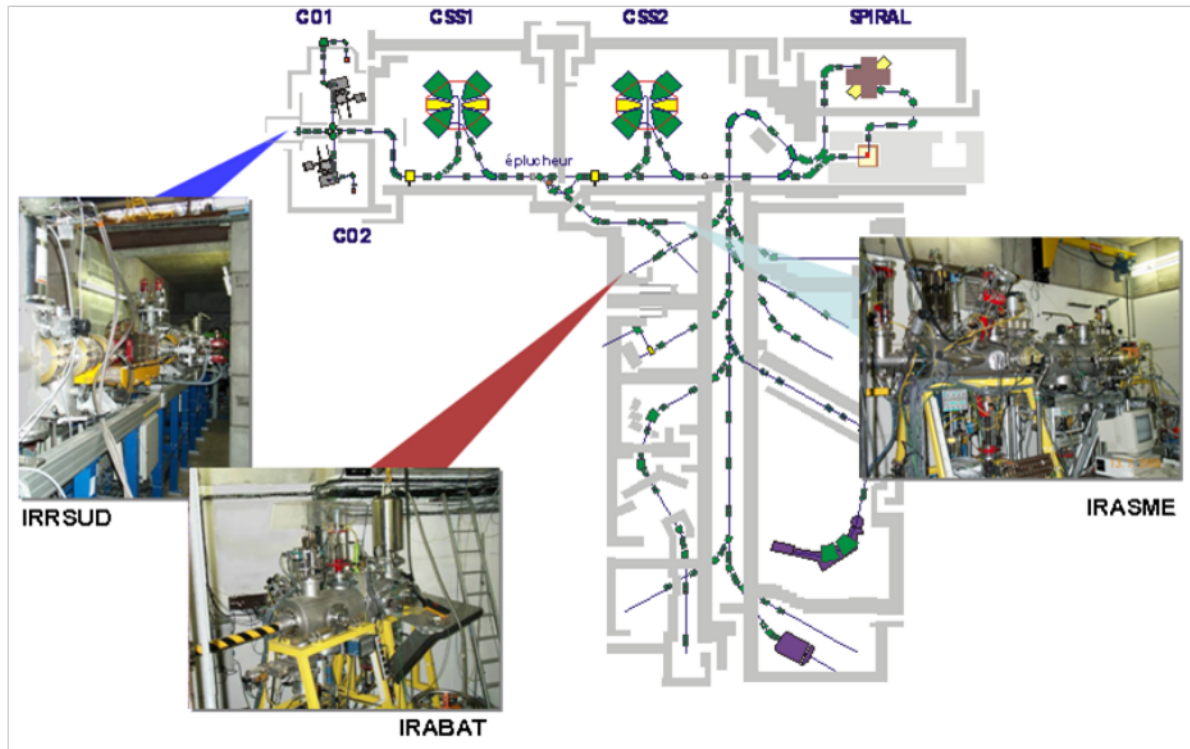 C01
CSS1
CSS2
SPIRAL
éplucheur
C02
IRRSUD
IRASME
IRABAT